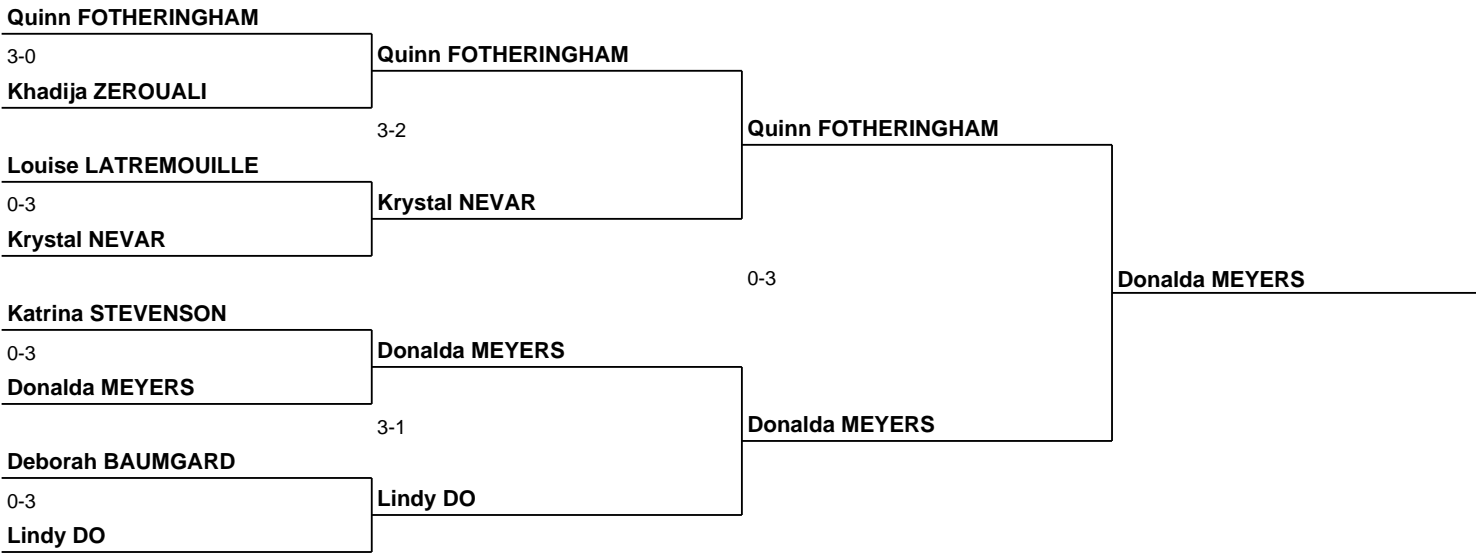 Quinn FOTHERINGHAM
3-0
Khadija ZEROUALI
Louise LATREMOUILLE
0-3
Krystal NEVAR
Katrina STEVENSON
0-3
Donalda MEYERS
Deborah BAUMGARD
0-3
Lindy DO
Quinn FOTHERINGHAM
3-2
Krystal NEVAR
Donalda MEYERS
3-1
Lindy DO
Quinn FOTHERINGHAM
0-3
Donalda MEYERS
Donalda MEYERS